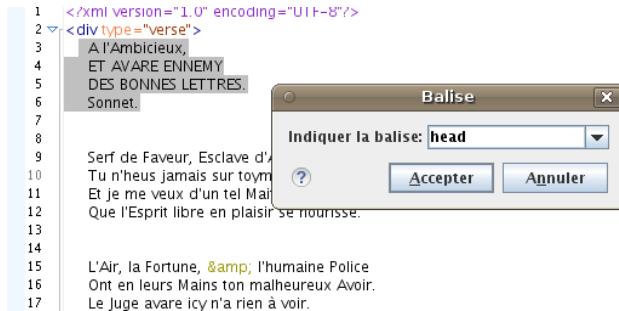 1 <?xml version="1.0" encoding="UTF-8"?>
2 <div type="verse">
3 A l'Ambicieux,
4 ET AVARE ENNEMY
5 DES BONNES LETTRES.
6 Sonnet.
7
8
9 Serf de Faveur, Esclave
10 Tu n'heus jamais sur toym
11 Et je me veux d'un tel Mai
12 Que l'Esprit libre en plaisir se nourisse.
13
14
15 L'Air, la Fortune, &amp; l'humaine Police
16 Ont en leurs Mains ton malheureux Avoir.
17 Le Juge avare icy n'a rien à voir.
Balise
Indiquer la balise: head
Accepter Annuler